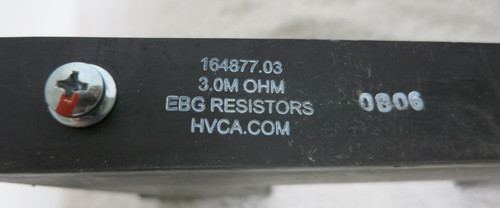 164877.03
3.0M OHM
EBG RESISTORS
HVCA.COM
0806